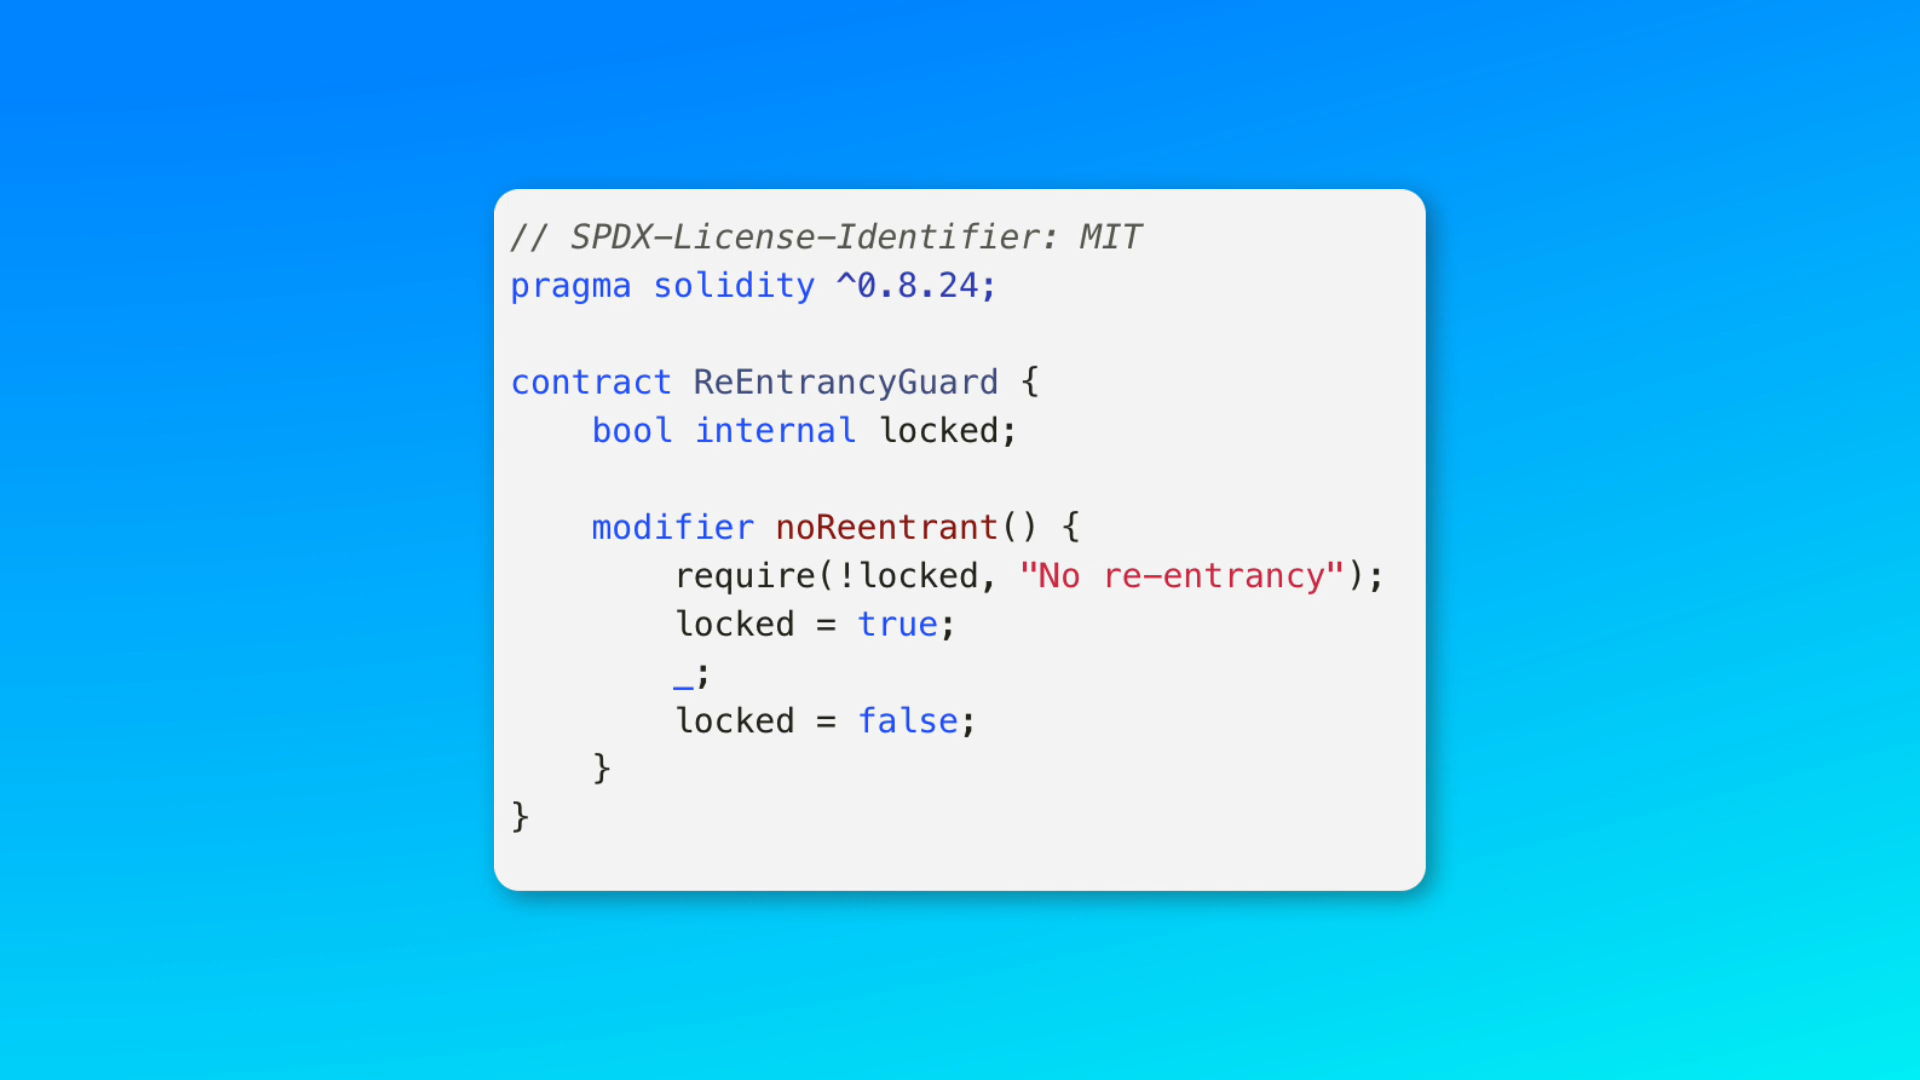 // SPDX-License-Identifier: MIT
pragma solidity ^0.8.24;

contract ReEntrancyGuard {
    bool internal locked;

    modifier noReentrant() {
        require(!locked, "No re-entrancy");
        locked = true;
        _;
        locked = false;
    }
}